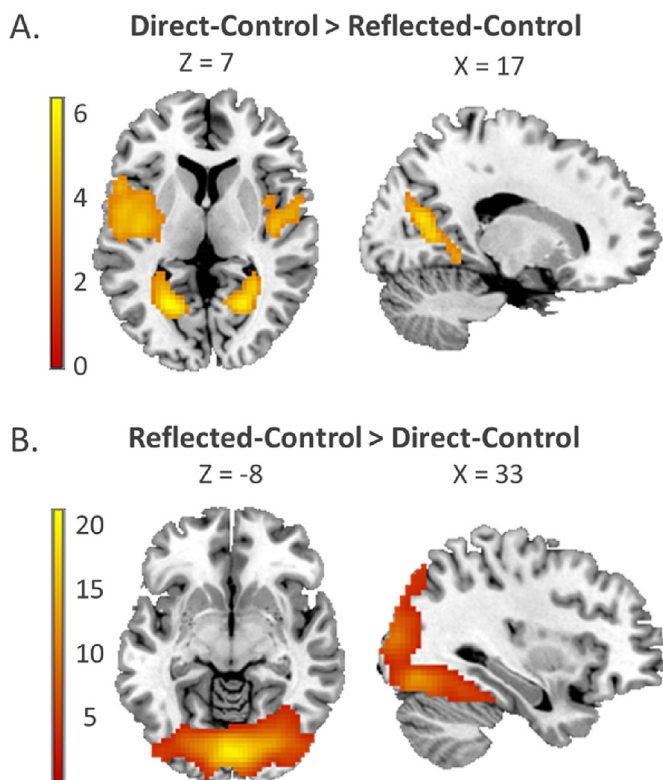 A.
Direct-Control > Reflected-Control
Z = 7
X = 17
6
4
2
0
B.
Reflected-Control > Direct-Control
Z = -8
X = 33
20
15
10
5